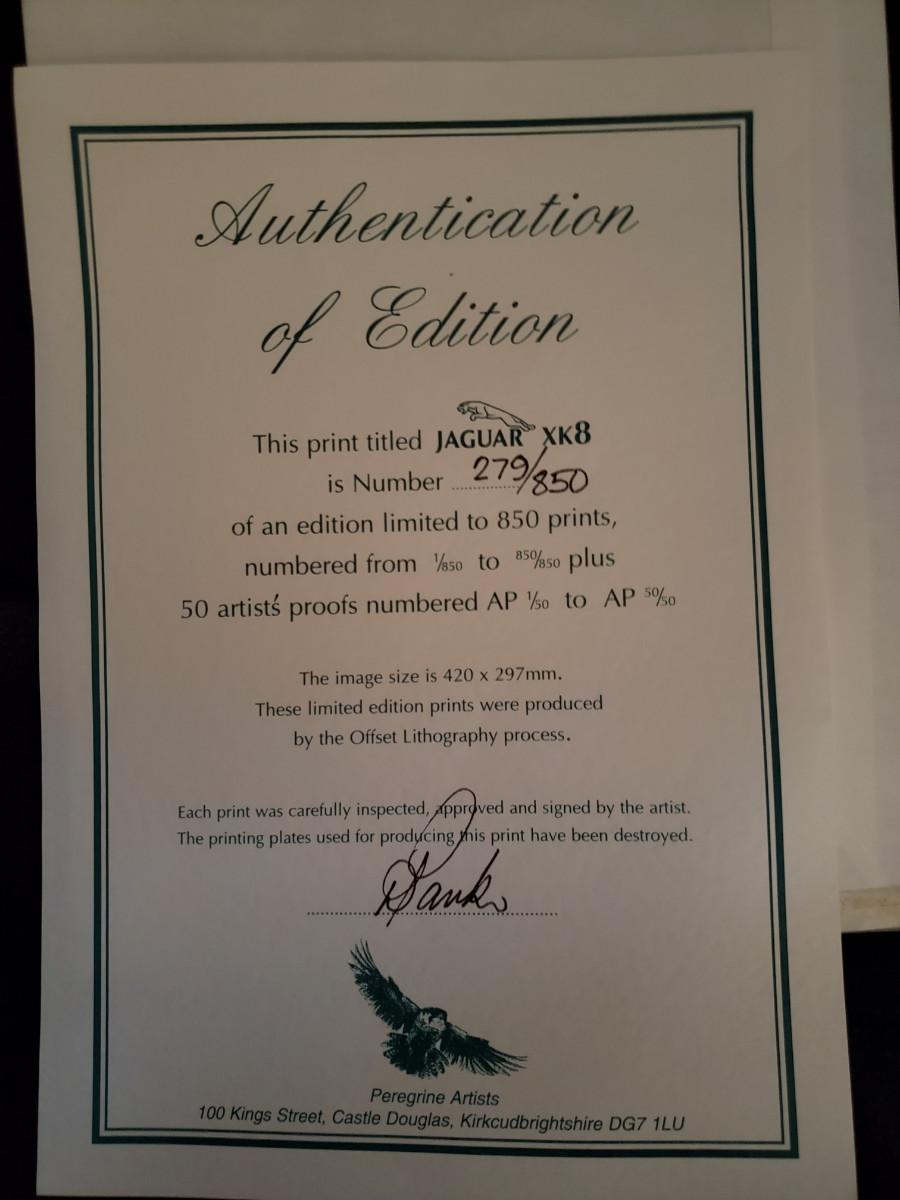 Authentication
of Edition
This print titled JAGUAR XK8
is Number 279/850
of an edition limited to 850 prints,
numbered from 1/850 to 850/850 plus
50 artist's proofs numbered AP 1/50 to AP 50/50
The image size is 420 x 297mm.
These limited edition prints were produced
by the Offset Lithography process.
Each print was carefully inspected, approved and signed by the artist.
The printing plates used for producing this print have been destroyed.
Peregrine Artists
100 Kings Street, Castle Douglas, Kirkcudbrightshire DG7 1LU